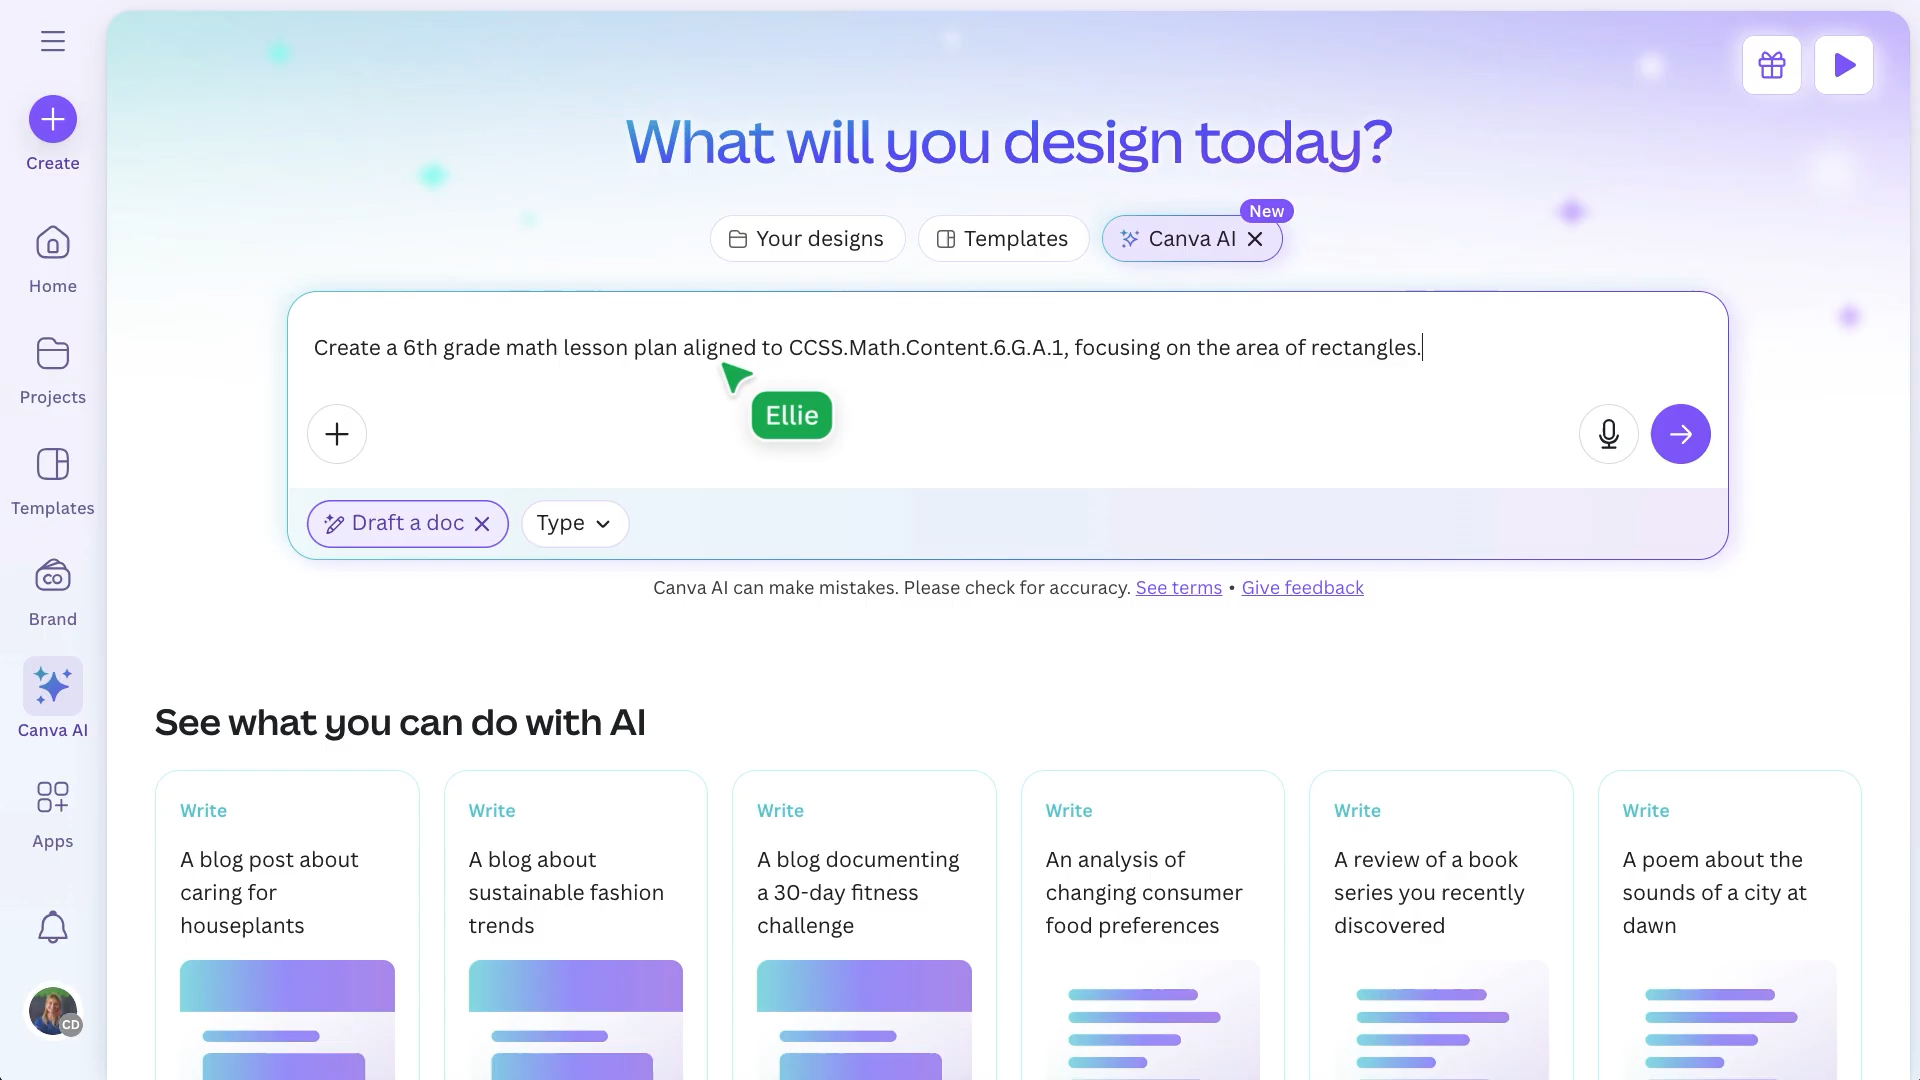 Create
Home
Projects
Templates
CO
Brand
Canva AI
Apps
CD
What will you design today?
Your designs
Templates
Canva AI
New
Create a 6th grade math lesson plan aligned to CCSS.Math.Content.6.G.A.1, focusing on the area of rectangles.
Ellie
Draft a doc
Type
Canva AI can make mistakes. Please check for accuracy. See terms • Give feedback
See what you can do with AI
Write
A blog post about
caring for
houseplants
Write
A blog about
sustainable fashion
trends
Write
A blog documenting
a 30-day fitness
challenge
Write
An analysis of
changing consumer
food preferences
Write
A review of a book
series you recently
discovered
Write
A poem about the
sounds of a city at
dawn